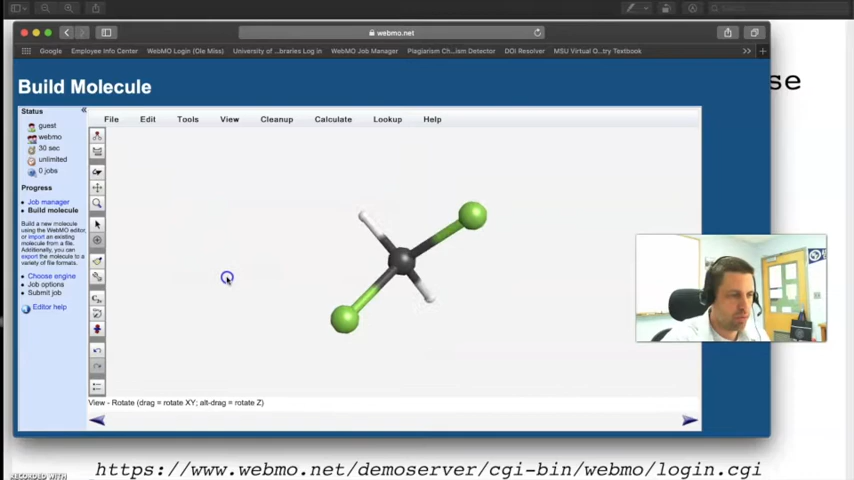 Search
webmo.net
Google Employee Info Center WebMO Login (Ole Miss) University of ...braries Log in WebMO Job Manager Plagiarism Ch...ism Detector DOI Resolver MSU Virtual O...try Textbook
Build Molecule
se
Status
guest
webmo
30 sec
unlimited
0 jobs
Progress
Job manager
Build molecule
Build a new molecule
using the WebMO editor,
or import an existing
molecule from a file.
Additionally, you can
export the molecule to a
variety of file formats.
Choose engine
Job options
Submit job
Editor help
File Edit Tools View Cleanup Calculate Lookup Help
View - Rotate (drag = rotate XY; alt-drag = rotate Z)
https://www.webmo.net/demoserver/cgi-bin/webmo/login.cgi
RECORDED WITH